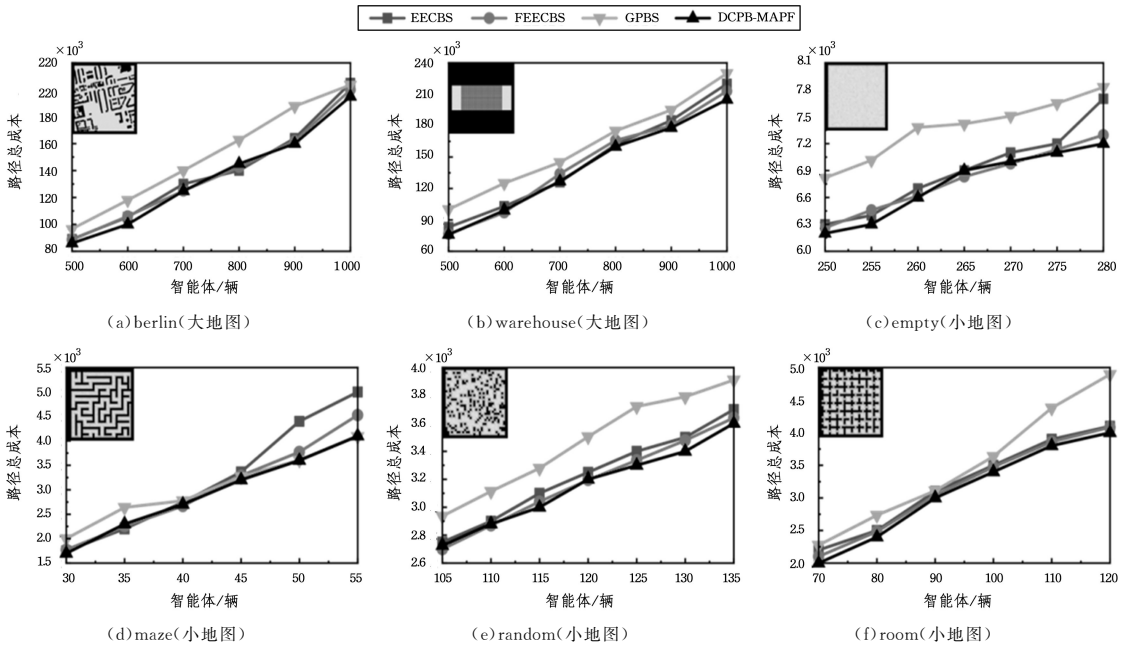 EECBS FEECBS GPBS DCPB-MAPF
×10³
220
220
180
160
140
120
100
80
路径总成本
500 600 700 800 900 1000
智能体/辆
(a)berlin(大地图)
×10³
240
210
180
150
120
90
60
路径总成本
500 600 700 800 900 1000
智能体/辆
(b)warehouse(大地图)
×10³
8.1
7.8
7.5
7.2
6.9
6.6
6.3
6.0
路径总成本
250 255 260 265 270 275 280
智能体/辆
(c)empty(小地图)
×10³
5.5
5.0
4.5
4.0
3.5
3.0
2.5
2.0
1.5
路径总成本
30 35 40 45 50 55
智能体/辆
(d)maze(小地图)
×10³
4.0
3.8
3.6
3.4
3.2
3.0
2.8
2.6
路径总成本
105 110 115 120 125 130 135
智能体/辆
(e)random(小地图)
×10³
5.0
4.5
4.0
3.5
3.0
2.5
2.0
路径总成本
70 80 90 100 110 120
智能体/辆
(f)room(小地图)